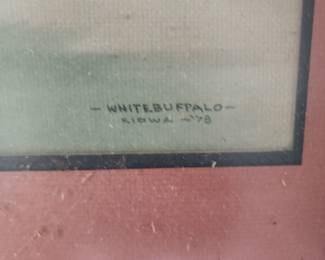 - WHITEBUFFALO -
KIOWA - '78